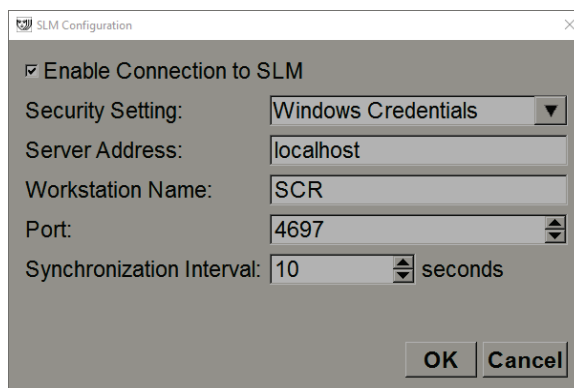 SLM Configuration
Enable Connection to SLM
Security Setting: Windows Credentials
Server Address: localhost
Workstation Name: SCR
Port: 4697
Synchronization Interval: 10 seconds
OK Cancel